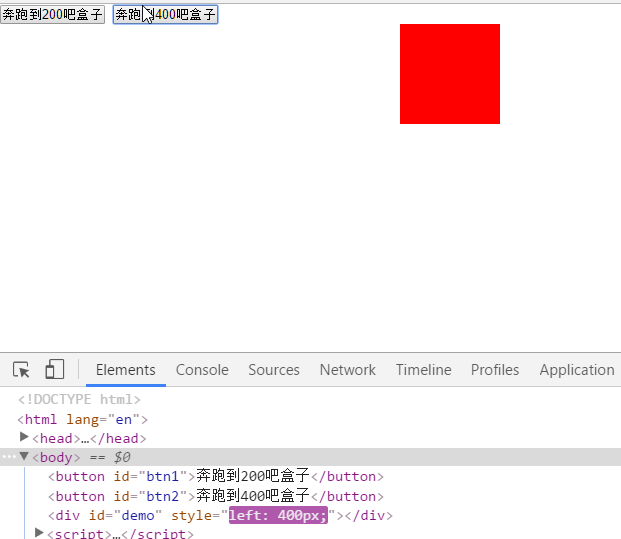 奔跑到200吧盒子 奔跑到400吧盒子
Elements Console Sources Network Timeline Profiles Application
<!DOCTYPE html>
<html lang="en">
▶<head>…</head>
…▼<body> == $0
<button id="btn1">奔跑到200吧盒子</button>
<button id="btn2">奔跑到400吧盒子</button>
<div id="demo" style="left: 400px;"></div>
▶<script>…</script>